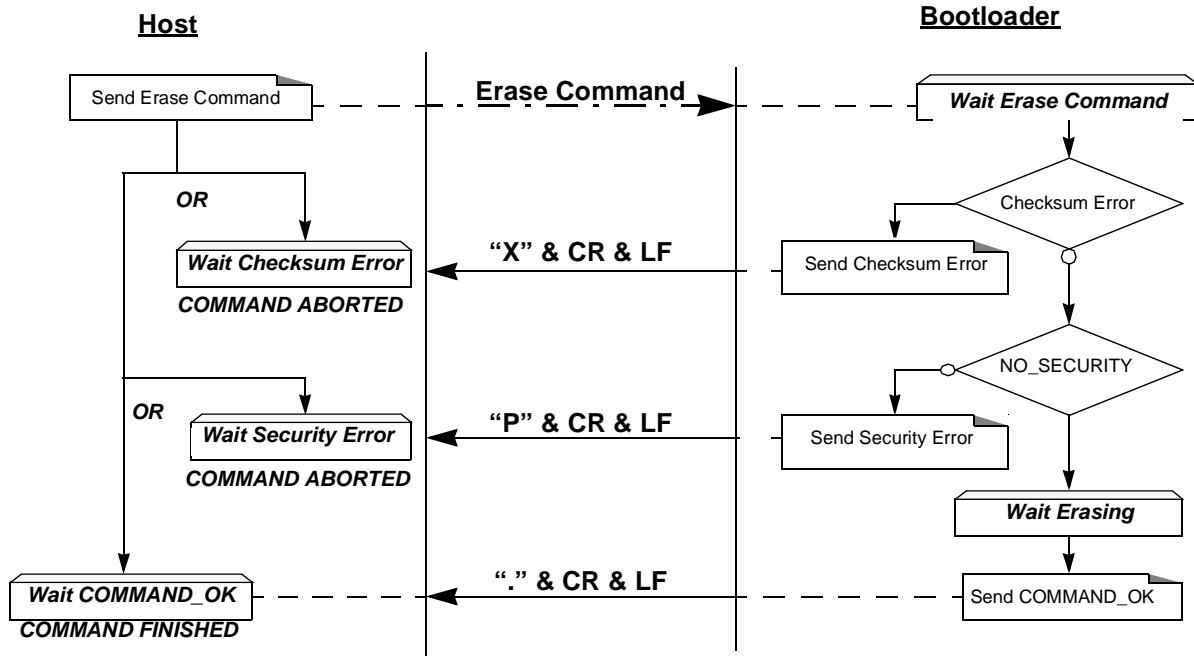 Host
Bootloader
Send Erase Command
Erase Command
Wait Erase Command
OR
Checksum Error
Wait Checksum Error
“X” & CR & LF
Send Checksum Error
COMMAND ABORTED
NO_SECURITY
OR
Wait Security Error
“P” & CR & LF
Send Security Error
COMMAND ABORTED
Wait Erasing
Wait COMMAND_OK
“.” & CR & LF
Send COMMAND_OK
COMMAND FINISHED